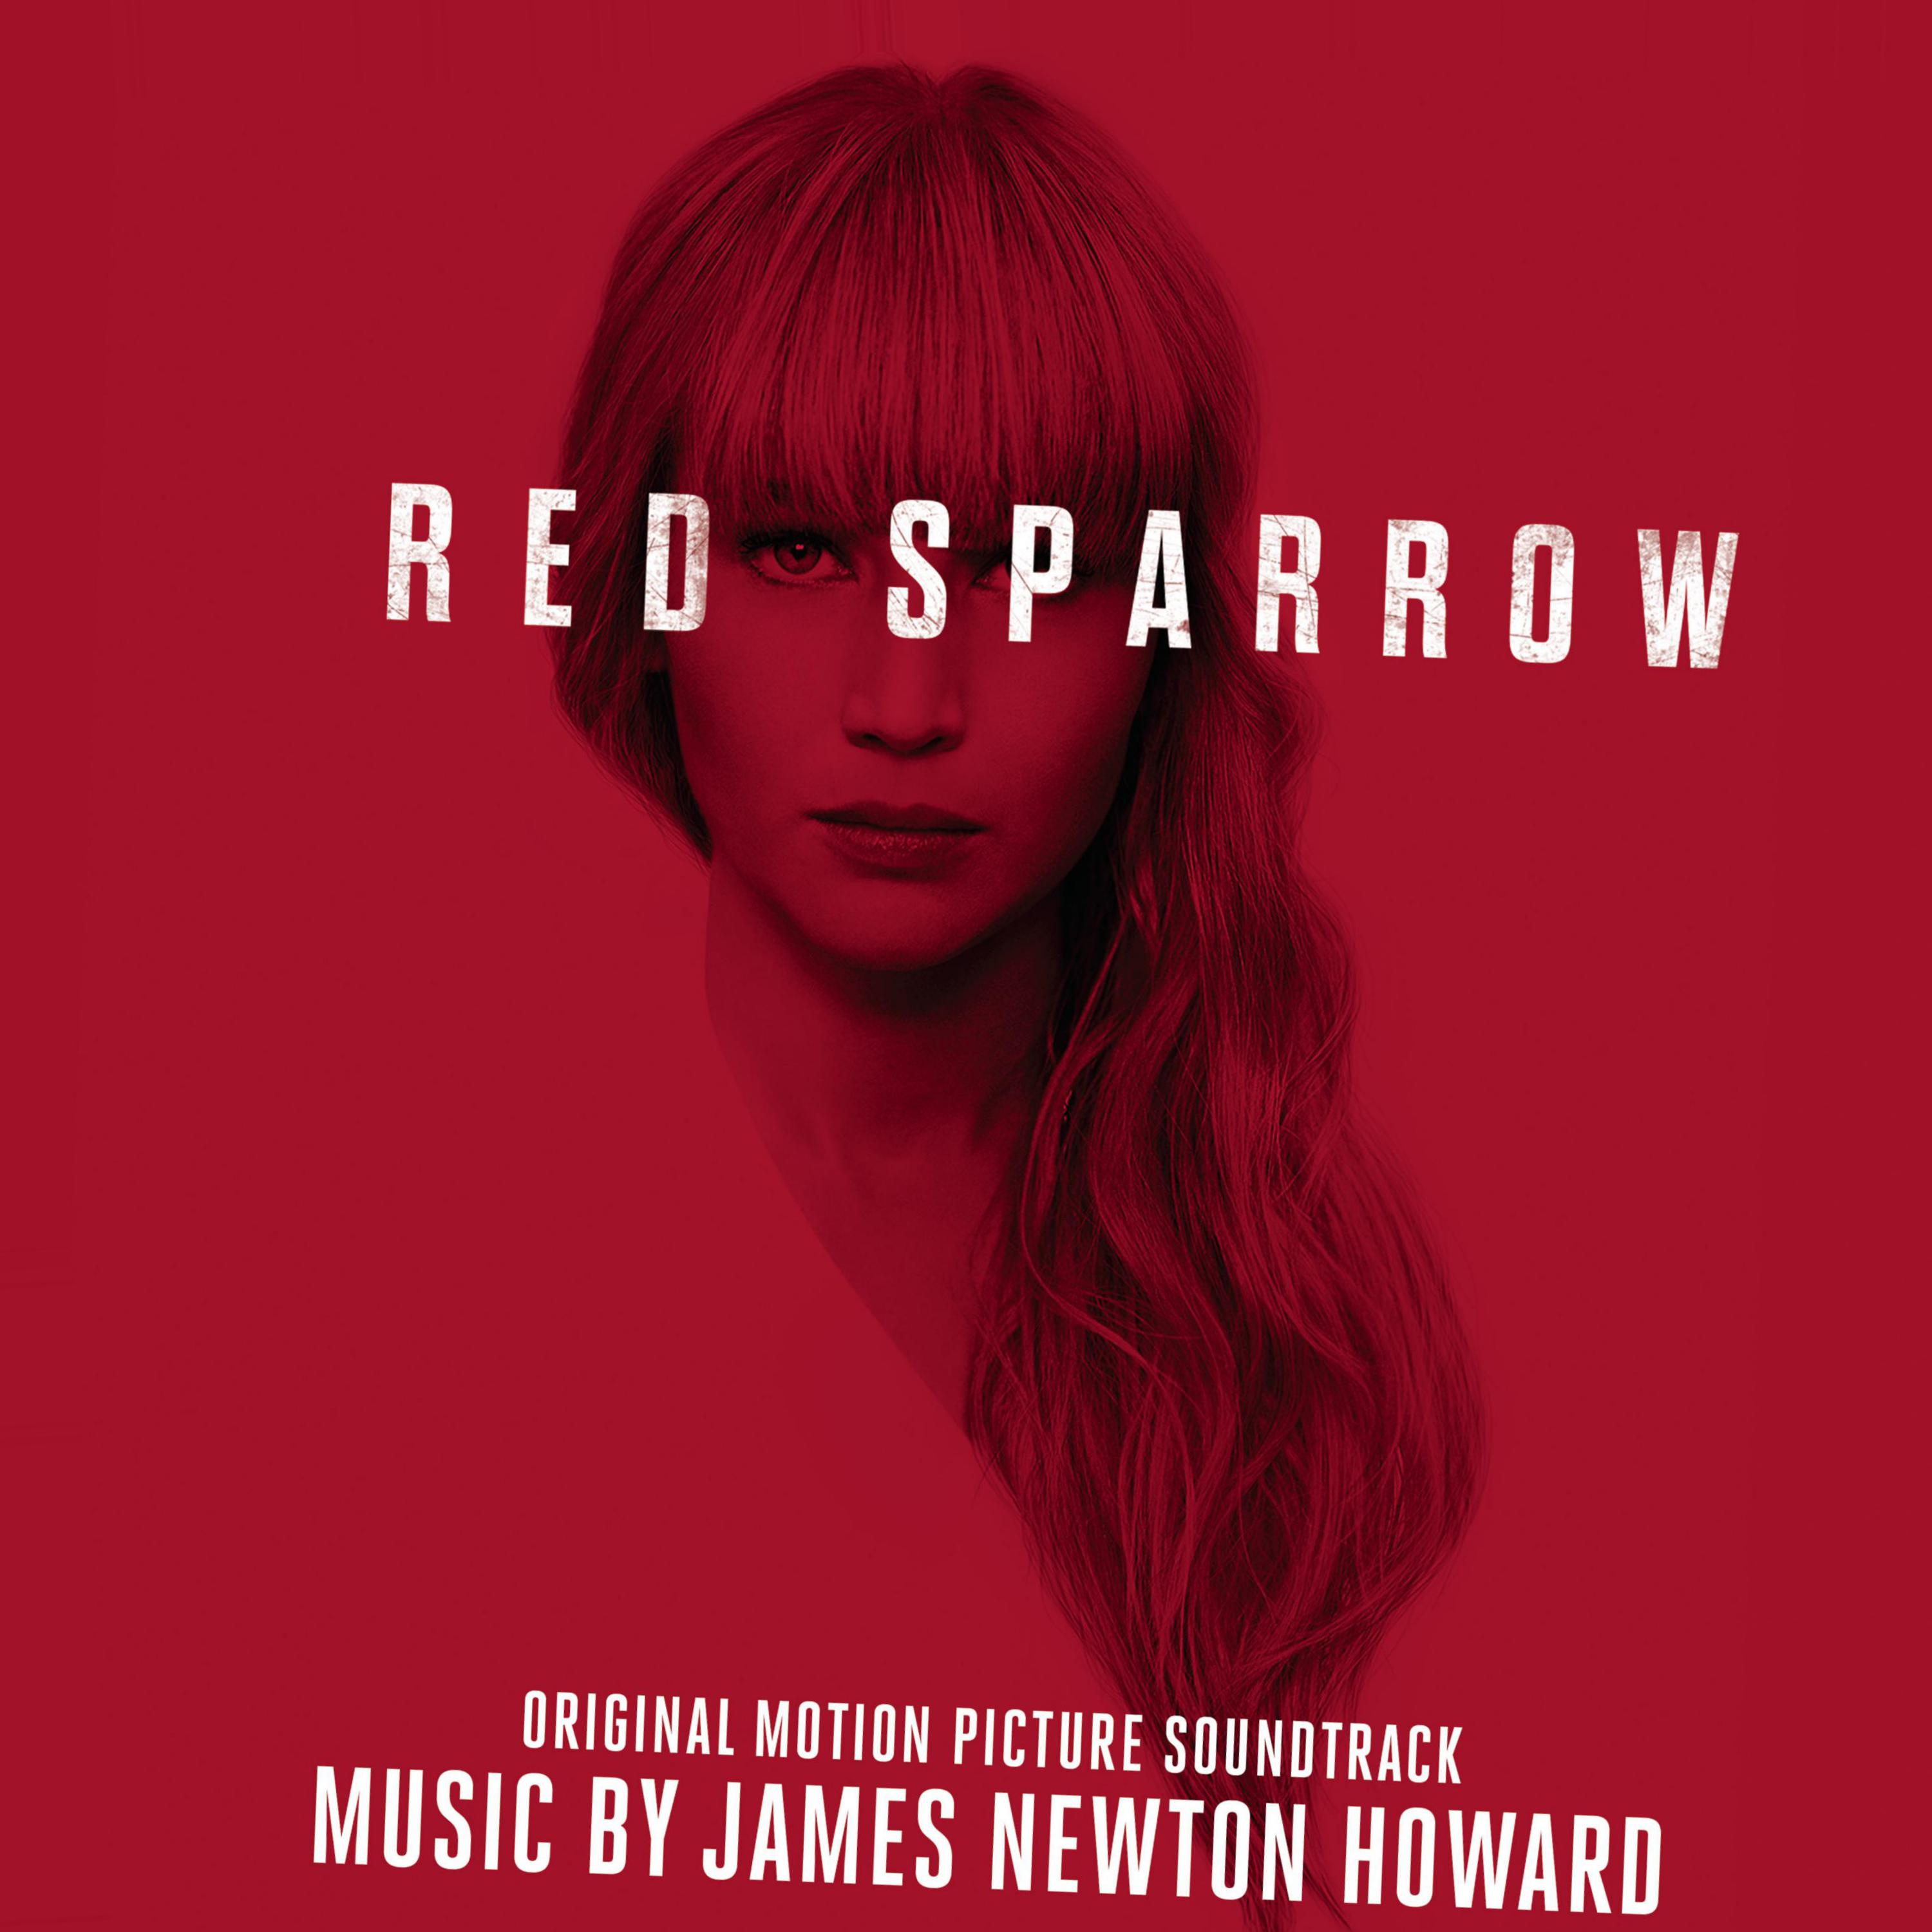 RED SPARROW
ORIGINAL MOTION PICTURE SOUNDTRACK
MUSIC BY JAMES NEWTON HOWARD